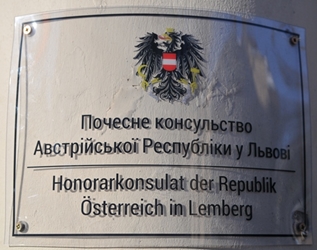 Почесне консульство
Австрійської Республіки у Львові
Honorarkonsulat der Republik
Österreich in Lemberg